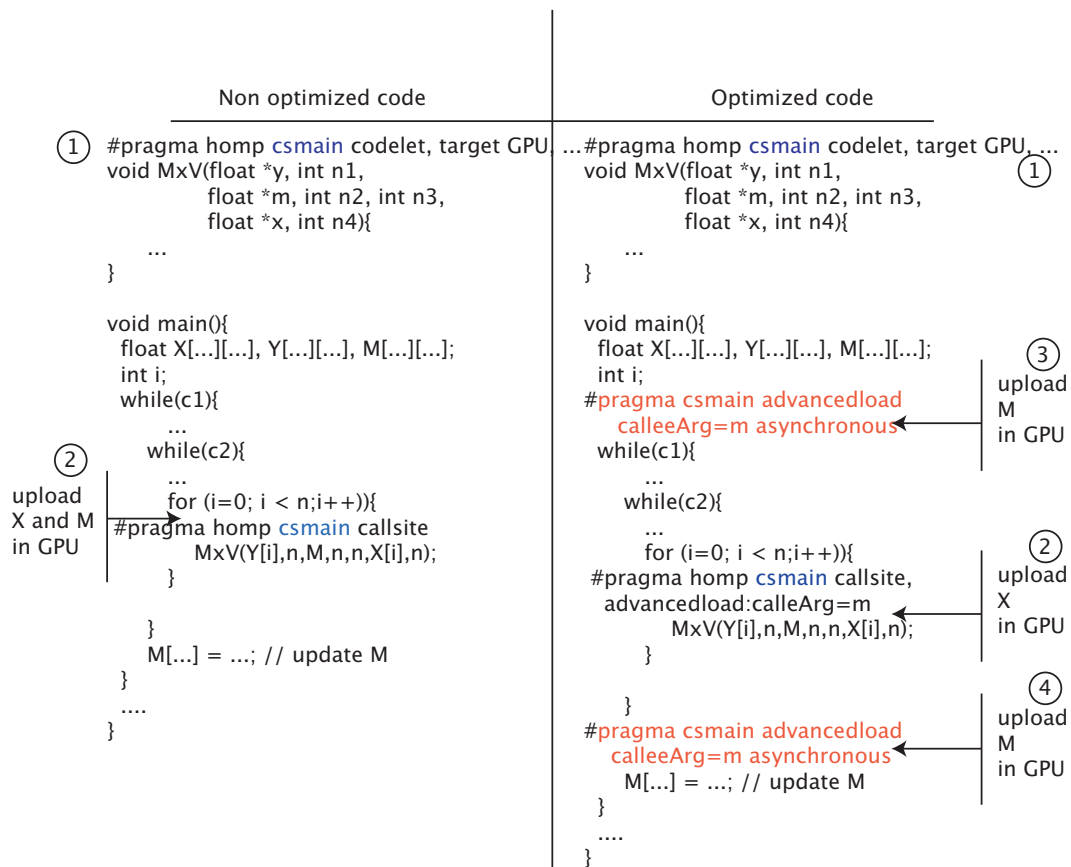 Non optimized code
① #pragma homp csmain codelet, target GPU, ...
void MxV(float *y, int n1,
float *m, int n2, int n3,
float *x, int n4){
...
}
void main(){
float X[...][...], Y[...][...], M[...][...];
int i;
while(c1){
...
while(c2){
...
for (i=0; i < n;i++)){
#pragma homp csmain callsite
MxV(Y[i],n,M,n,n,X[i],n);
}
}
M[...] = ...; // update M
}
....
}
②
upload
X and M
in GPU
Optimized code
#pragma homp csmain codelet, target GPU, ...
①
void MxV(float *y, int n1,
float *m, int n2, int n3,
float *x, int n4){
...
}
void main(){
float X[...][...], Y[...][...], M[...][...];
int i;
#pragma csmain advancedload
calleeArg=m asynchronous
while(c1){
...
while(c2){
...
for (i=0; i < n;i++)){
#pragma homp csmain callsite,
advancedload:calleArg=m
MxV(Y[i],n,M,n,n,X[i],n);
}
}
#pragma csmain advancedload
calleeArg=m asynchronous
M[...] = ...; // update M
}
....
}
③
upload
M
in GPU
②
upload
X
in GPU
④
upload
M
in GPU